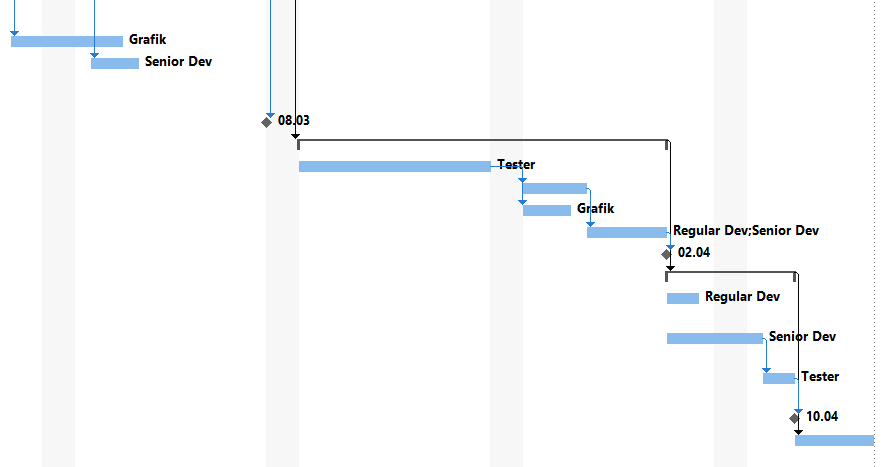 Grafik
Senior Dev
08.03
Tester
Grafik
Regular Dev;Senior Dev
02.04
Regular Dev
Senior Dev
Tester
10.04